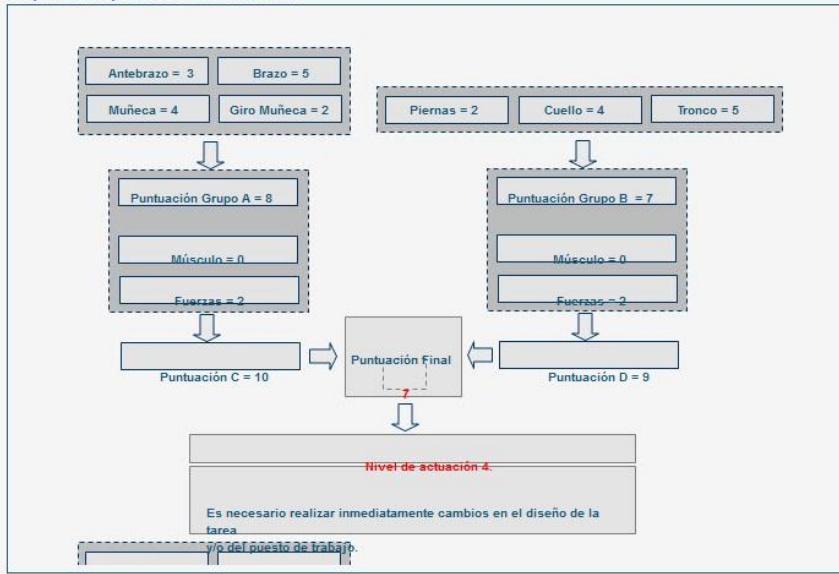 Antebrazo = 3
Brazo = 5
Muñeca = 4
Giro Muñeca = 2
Piernas = 2
Cuello = 4
Tronco = 5
Puntuación Grupo A = 8
Músculo = 0
Fuerzas = 2
Puntuación Grupo B = 7
Músculo = 0
Fuerzas = 2
Puntuación C = 10
Puntuación Final
7
Puntuación D = 9
Nivel de actuación 4.
Es necesario realizar inmediatamente cambios en el diseño de la
tarea
y/o del puesto de trabajo.